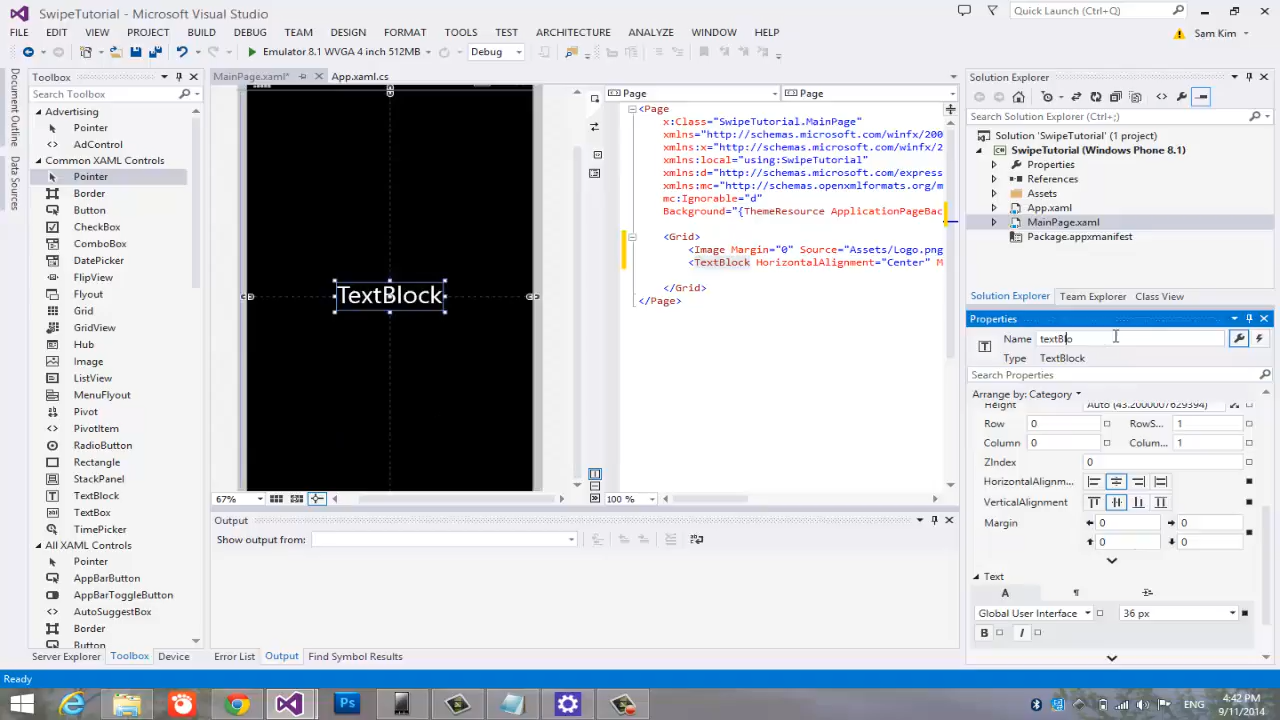 SwipeTutorial - Microsoft Visual Studio
Quick Launch (Ctrl+Q)
FILE EDIT VIEW PROJECT BUILD DEBUG TEAM DESIGN FORMAT TOOLS TEST ARCHITECTURE ANALYZE WINDOW HELP
Sam Kim
Emulator 8.1 WVGA 4 inch 512MB
Debug
Document Outline
Data Sources
Toolbox
Search Toolbox
Advertising
Pointer
AdControl
Common XAML Controls
Pointer
Border
Button
CheckBox
ComboBox
DatePicker
FlipView
Flyout
Grid
GridView
Hub
Image
ListView
MenuFlyout
Pivot
PivotItem
RadioButton
Rectangle
StackPanel
TextBlock
TextBox
TimePicker
All XAML Controls
Pointer
AppBarButton
AppBarToggleButton
AutoSuggestBox
Border
Button
Server Explorer Toolbox Device
MainPage.xaml*
App.xaml.cs
TextBlock
67%
Page
Page
<Page
x:Class="SwipeTutorial.MainPage"
xmlns="http://schemas.microsoft.com/winfx/200
xmlns:x="http://schemas.microsoft.com/winfx/2
xmlns:local="using:SwipeTutorial"
xmlns:d="http://schemas.microsoft.com/express
xmlns:mc="http://schemas.openxmlformats.org/m
mc:Ignorable="d"
Background="{ThemeResource ApplicationPageBac
<Grid>
<Image Margin="0" Source="Assets/Logo.png
<TextBlock HorizontalAlignment="Center" M
</Grid>
</Page>
100 %
Output
Show output from:
Error List Output Find Symbol Results
Solution Explorer
Search Solution Explorer (Ctrl+;)
Solution 'SwipeTutorial' (1 project)
SwipeTutorial (Windows Phone 8.1)
Properties
References
Assets
App.xaml
MainPage.xaml
Package.appxmanifest
Solution Explorer Team Explorer Class View
Properties
Name textBlo
Type TextBlock
Search Properties
Arrange by: Category
Height Auto (43.2000007629394)
Row 0 RowS... 1
Column 0 Colum... 1
ZIndex 0
HorizontalAlignm...
VerticalAlignment
Margin 0 0
0 0
Text
A
Global User Interface 36 px
B I
Ready
Ps
ENG
4:42 PM
9/11/2014